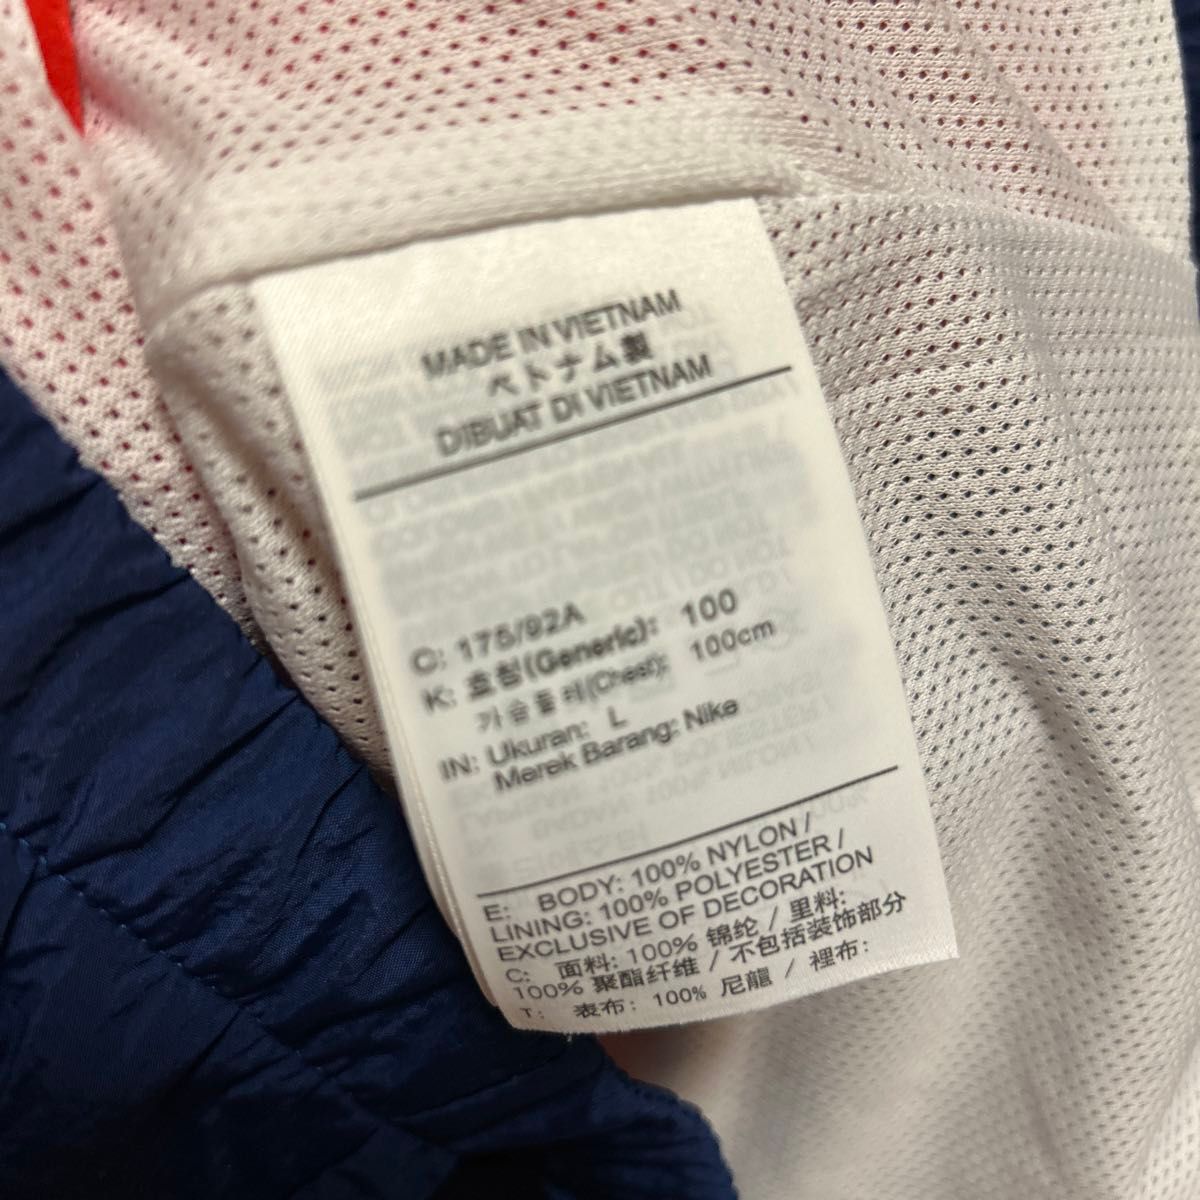 MADE IN VIETNAM
ベトナム製
DIBUAT DI VIETNAM
C: 175/92A
K: 호칭(Generic): 100
가슴둘레(Chest): 100cm
IN: Ukuran: L
Merek Barang: Nike
E: BODY: 100% NYLON /
LINING: 100% POLYESTER /
EXCLUSIVE OF DECORATION
C: 面料: 100% 锦纶 / 里料:
100% 聚酯纤维 / 不包括装饰部分
T: 表布: 100% 尼龍 / 裡布: